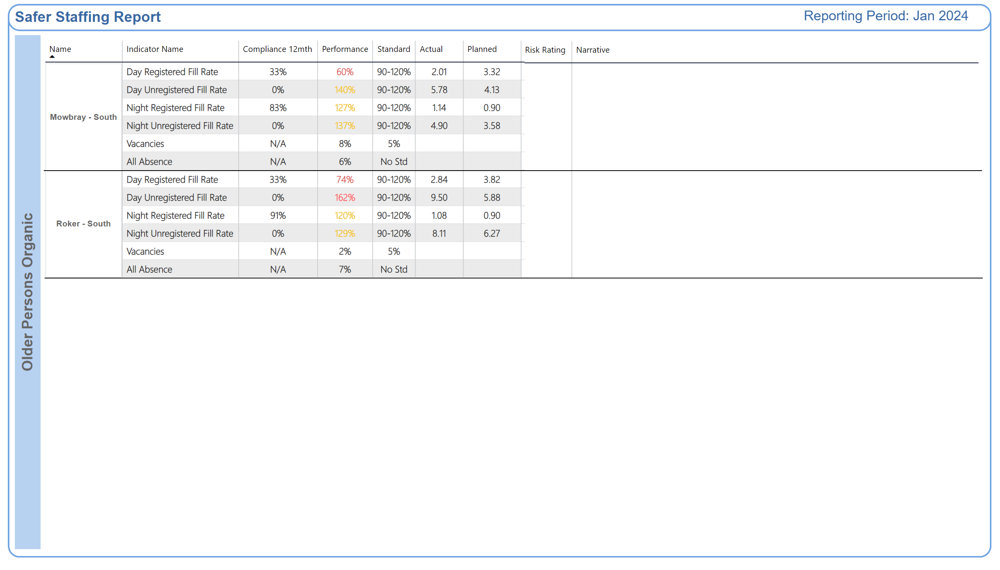 Safer Staffing Report
Reporting Period: Jan 2024
Older Persons Organic
Name Indicator Name Compliance 12mth Performance Standard Actual Planned Risk Rating Narrative
Mowbray - South
Day Registered Fill Rate 33% 60% 90-120% 2.01 3.32
Day Unregistered Fill Rate 0% 140% 90-120% 5.78 4.13
Night Registered Fill Rate 83% 127% 90-120% 1.14 0.90
Night Unregistered Fill Rate 0% 137% 90-120% 4.90 3.58
Vacancies N/A 8% 5%
All Absence N/A 6% No Std
Roker - South
Day Registered Fill Rate 33% 74% 90-120% 2.84 3.82
Day Unregistered Fill Rate 0% 162% 90-120% 9.50 5.88
Night Registered Fill Rate 91% 120% 90-120% 1.08 0.90
Night Unregistered Fill Rate 0% 129% 90-120% 8.11 6.27
Vacancies N/A 2% 5%
All Absence N/A 7% No Std